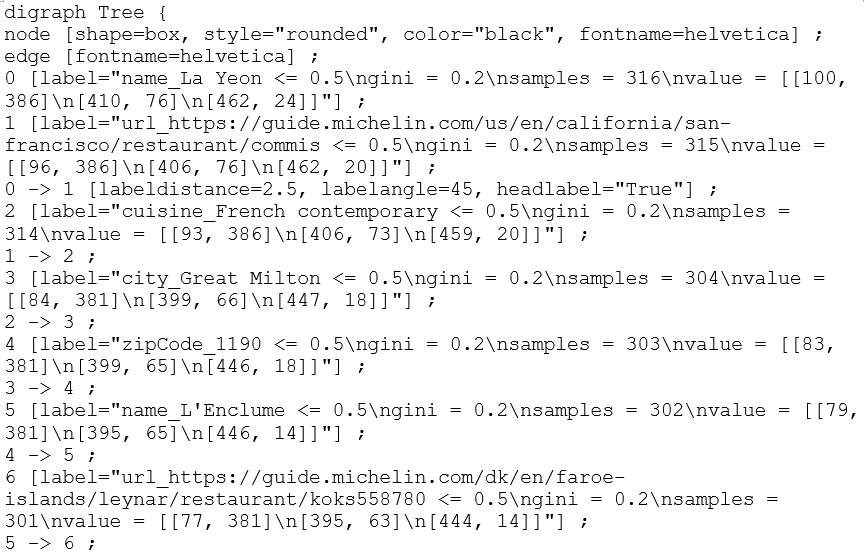 digraph Tree {
node [shape=box, style="rounded", color="black", fontname=helvetica] ;
edge [fontname=helvetica] ;
0 [label="name_La Yeon <= 0.5\ngini = 0.2\nsamples = 316\nvalue = [[100,
386]\n[410, 76]\n[462, 24]]"] ;
1 [label="url_https://guide.michelin.com/us/en/california/san-
francisco/restaurant/commis <= 0.5\ngini = 0.2\nsamples = 315\nvalue =
[[96, 386]\n[406, 76]\n[462, 20]]"] ;
0 -> 1 [labeldistance=2.5, labelangle=45, headlabel="True"] ;
2 [label="cuisine_French contemporary <= 0.5\ngini = 0.2\nsamples =
314\nvalue = [[93, 386]\n[406, 73]\n[459, 20]]"] ;
1 -> 2 ;
3 [label="city_Great Milton <= 0.5\ngini = 0.2\nsamples = 304\nvalue =
[[84, 381]\n[399, 66]\n[447, 18]]"] ;
2 -> 3 ;
4 [label="zipCode_1190 <= 0.5\ngini = 0.2\nsamples = 303\nvalue = [[83,
381]\n[399, 65]\n[446, 18]]"] ;
3 -> 4 ;
5 [label="name_L'Enclume <= 0.5\ngini = 0.2\nsamples = 302\nvalue = [[79,
381]\n[395, 65]\n[446, 14]]"] ;
4 -> 5 ;
6 [label="url_https://guide.michelin.com/dk/en/faroe-
islands/leynar/restaurant/koks558780 <= 0.5\ngini = 0.2\nsamples =
301\nvalue = [[77, 381]\n[395, 63]\n[444, 14]]"] ;
5 -> 6 ;